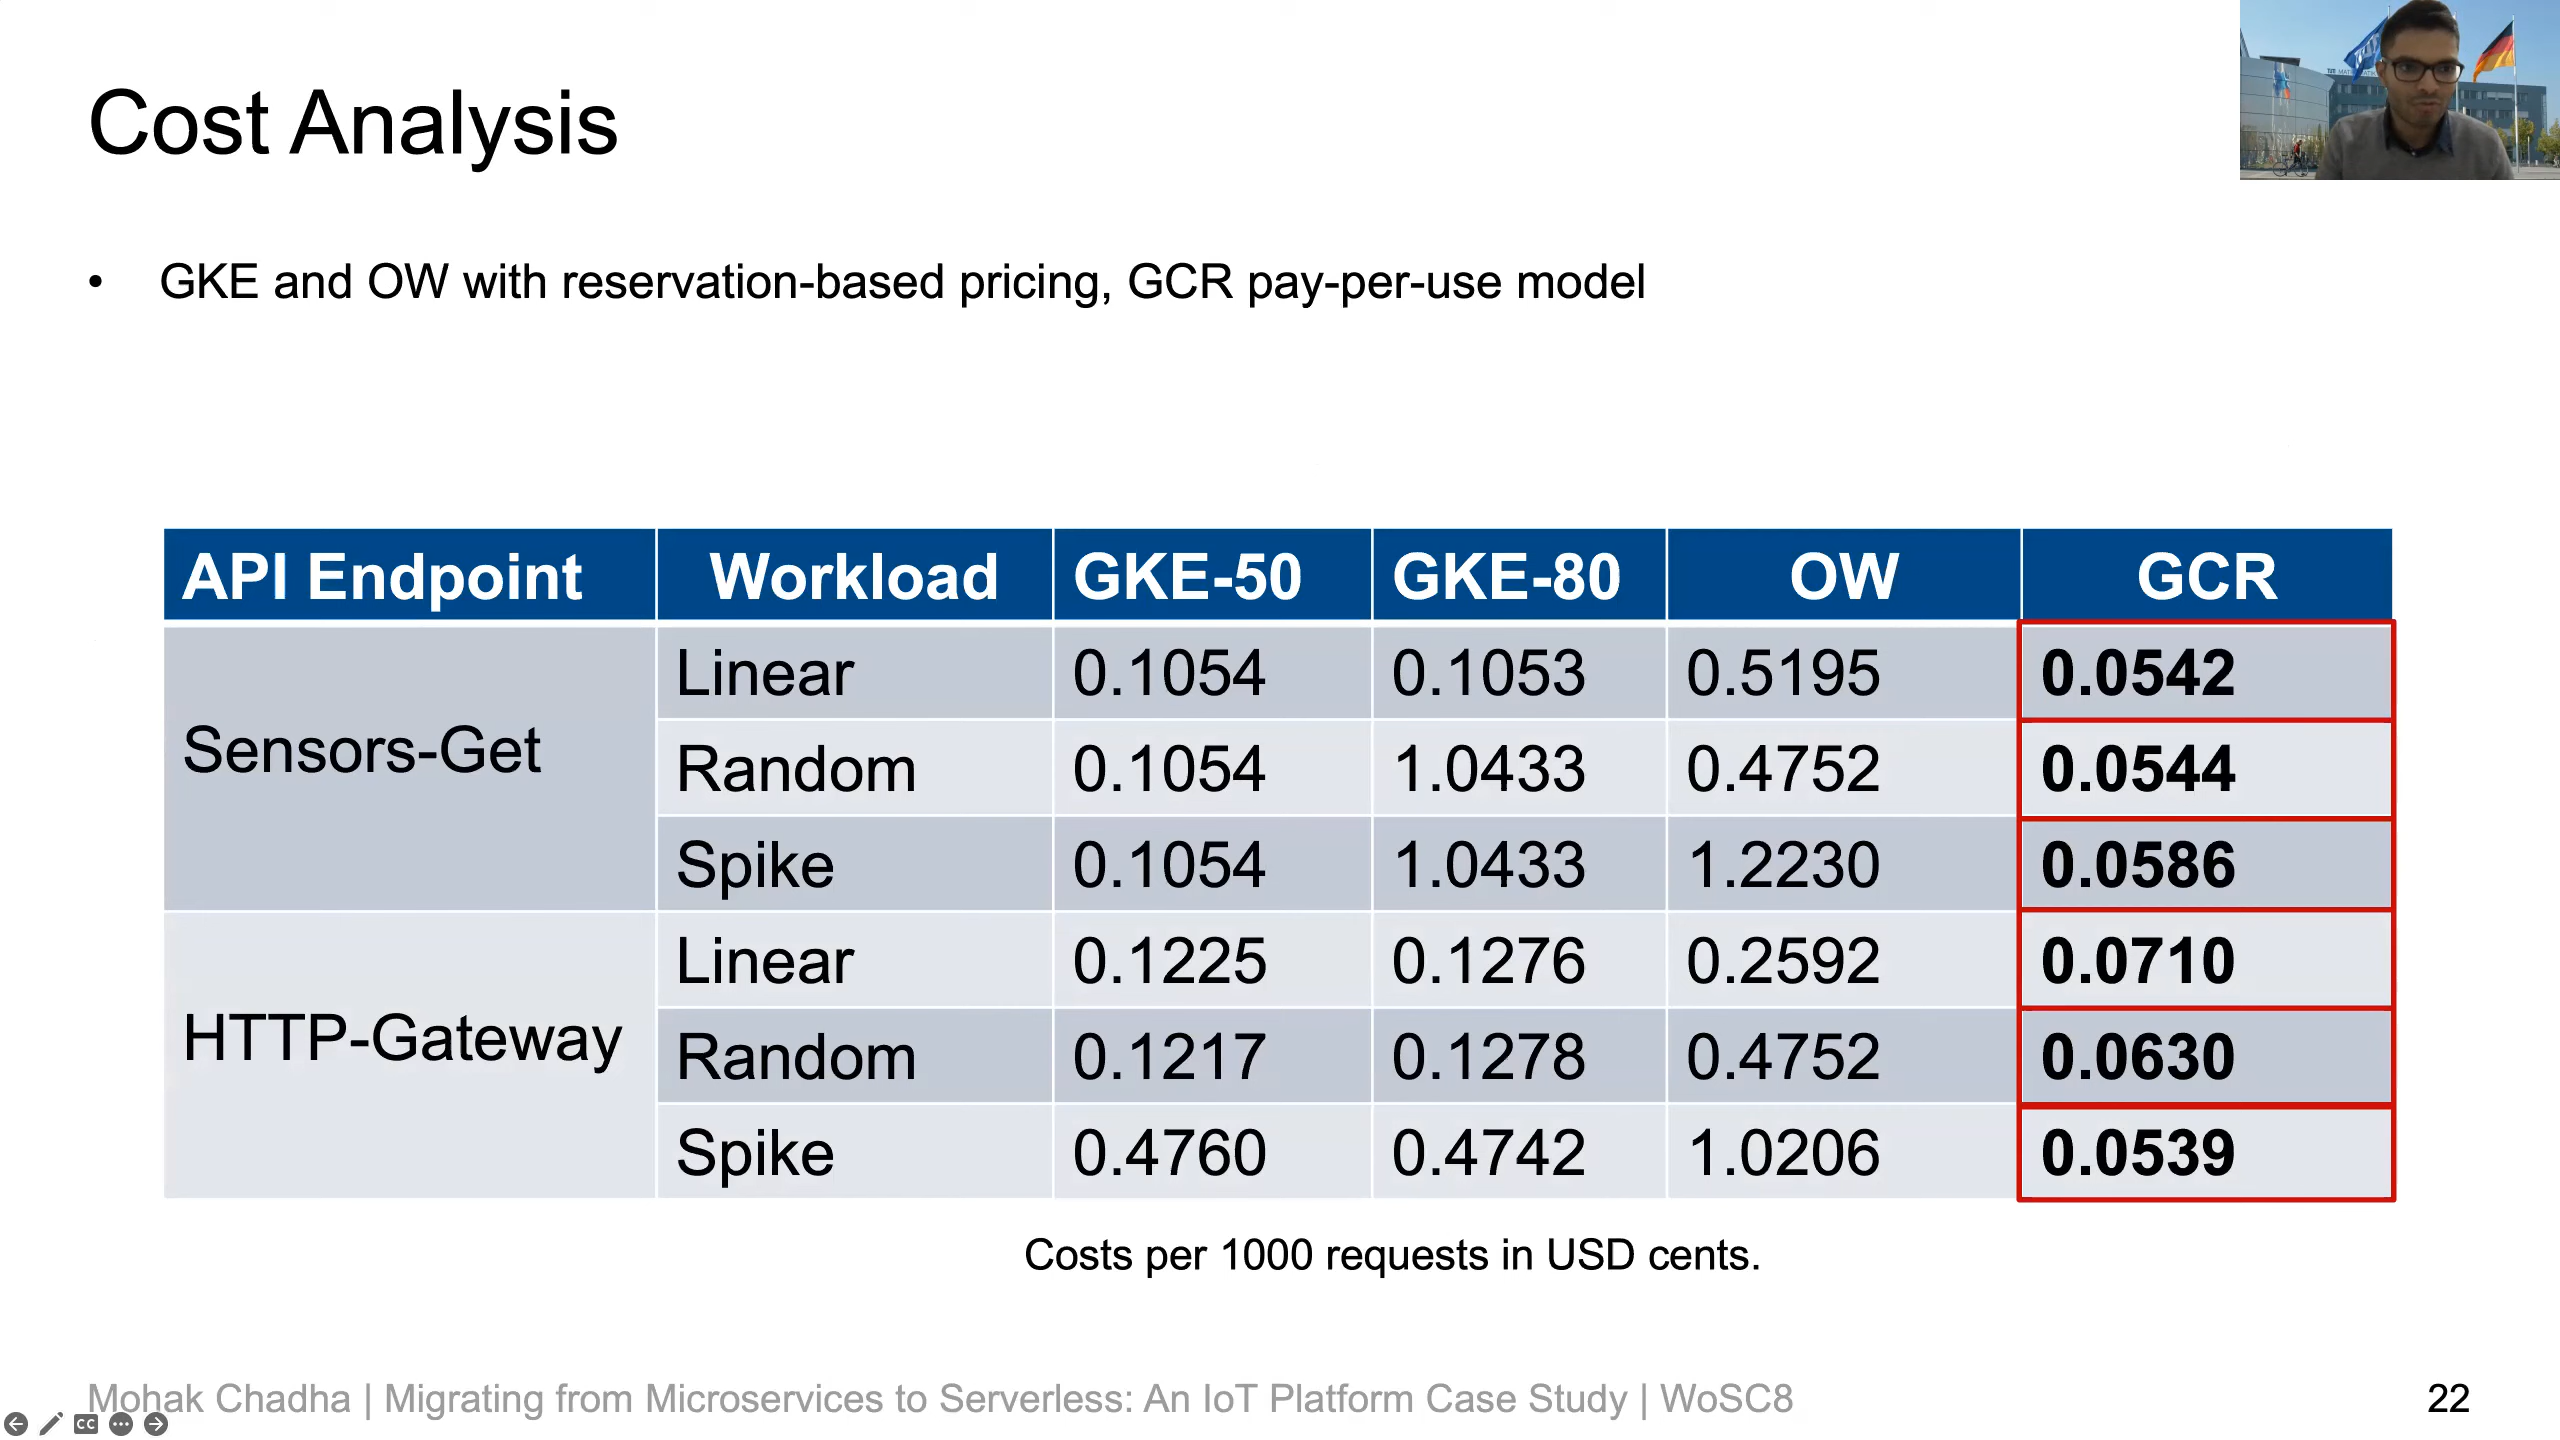 Cost Analysis
• GKE and OW with reservation-based pricing, GCR pay-per-use model
API Endpoint Workload GKE-50 GKE-80 OW GCR
Sensors-Get
Linear 0.1054 0.1053 0.5195 0.0542
Random 0.1054 1.0433 0.4752 0.0544
Spike 0.1054 1.0433 1.2230 0.0586
HTTP-Gateway
Linear 0.1225 0.1276 0.2592 0.0710
Random 0.1217 0.1278 0.4752 0.0630
Spike 0.4760 0.4742 1.0206 0.0539
Costs per 1000 requests in USD cents.
Mohak Chadha | Migrating from Microservices to Serverless: An IoT Platform Case Study | WoSC8
22
CC